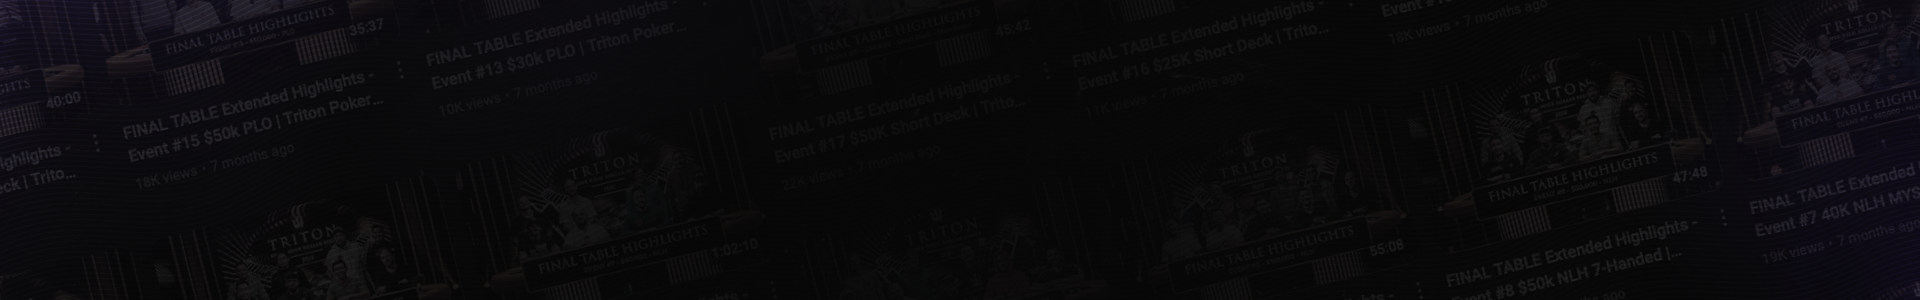 FINAL TABLE HIGHLIGHTS
35:37
40:00
FINAL TABLE Extended Highlights -
Event #15 $50k PLO | Triton Poker...
18K views • 7 months ago
FINAL TABLE Extended Highlights -
Event #13 $30k PLO | Triton Poker...
10K views • 7 months ago
FINAL TABLE HIGHLIGHTS
45:42
FINAL TABLE Extended Highlights -
Event #17 $50K Short Deck | Trito...
22K views • 7 months ago
FINAL TABLE Extended Highlights -
Event #16 $25K Short Deck | Trito...
11K views • 7 months ago
18K views • 7 months ago
TRITON
FINAL TABLE HIGHLIGHTS
47:48
FINAL TABLE Extended Highlights -
Event #8 $50k NLH 7-Handed |...
TRITON
FINAL TABLE HIGHL
FINAL TABLE Extended
Event #7 40K NLH MYS
19K views • 7 months ago
ghlights -
eck | Trito...
TRITON
TRITON
FINAL TABLE HIGHLIGHTS
1:02:10
TRITON
TRITON
FINAL TABLE HIGHLIGHTS
55:08